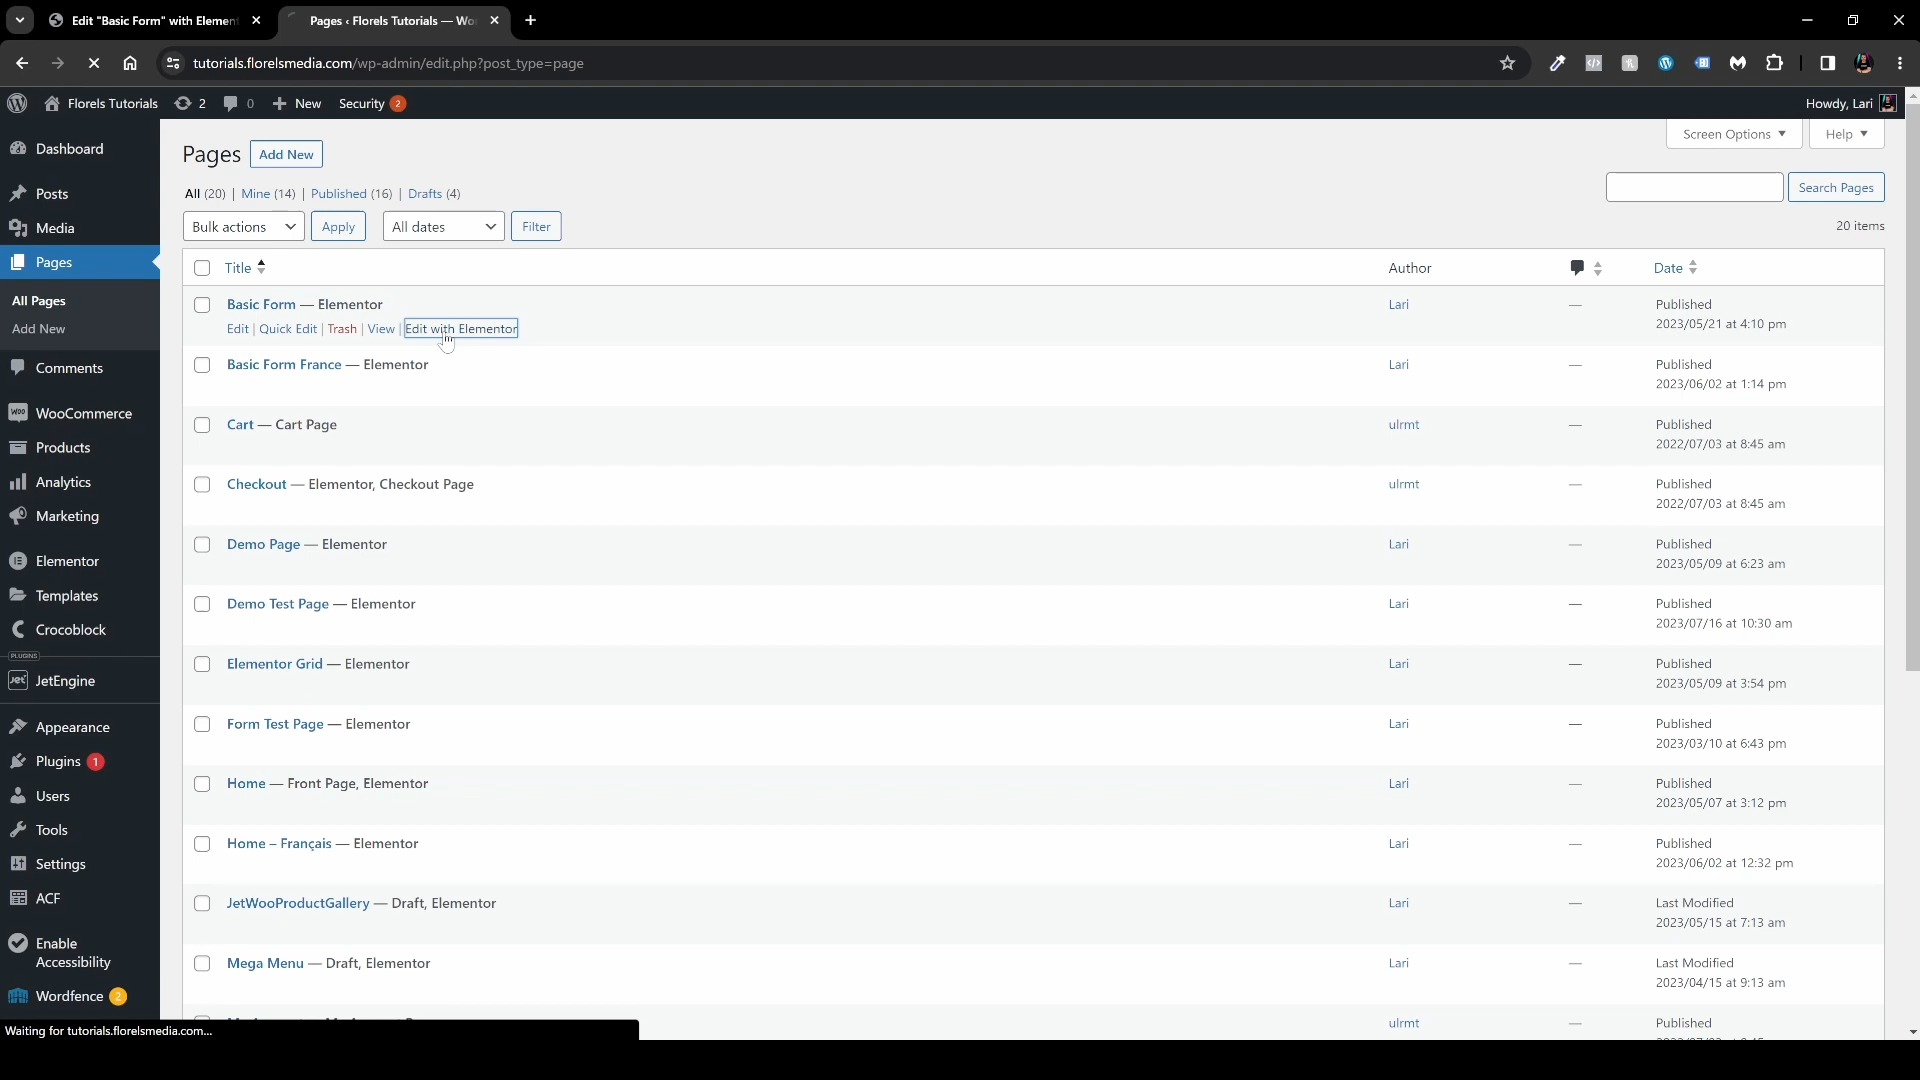 Edit "Basic Form" with Element
Pages ‹ Florels Tutorials — Wo
tutorials.florelsmedia.com/wp-admin/edit.php?post_type=page
Florels Tutorials 2 0 New Security 2
Howdy, Lari
Dashboard
Posts
Media
Pages
All Pages
Add New
Comments
WooCommerce
Products
Analytics
Marketing
Elementor
Templates
Crocoblock
PLUGINS
JetEngine
Appearance
Plugins 1
Users
Tools
Settings
ACF
Enable
Accessibility
Wordfence 2
Screen Options Help
Pages Add New
All (20) | Mine (14) | Published (16) | Drafts (4)
Search Pages
Bulk actions Apply All dates Filter
20 items
Title Author Date
Basic Form — Elementor Lari — Published
Edit | Quick Edit | Trash | View | Edit with Elementor 2023/05/21 at 4:10 pm
Basic Form France — Elementor Lari — Published
2023/06/02 at 1:14 pm
Cart — Cart Page ulrmt — Published
2022/07/03 at 8:45 am
Checkout — Elementor, Checkout Page ulrmt — Published
2022/07/03 at 8:45 am
Demo Page — Elementor Lari — Published
2023/05/09 at 6:23 am
Demo Test Page — Elementor Lari — Published
2023/07/16 at 10:30 am
Elementor Grid — Elementor Lari — Published
2023/05/09 at 3:54 pm
Form Test Page — Elementor Lari — Published
2023/03/10 at 6:43 pm
Home — Front Page, Elementor Lari — Published
2023/05/07 at 3:12 pm
Home – Français — Elementor Lari — Published
2023/06/02 at 12:32 pm
JetWooProductGallery — Draft, Elementor Lari — Last Modified
2023/05/15 at 7:13 am
Mega Menu — Draft, Elementor Lari — Last Modified
2023/04/15 at 9:13 am
ulrmt — Published
Waiting for tutorials.florelsmedia.com...